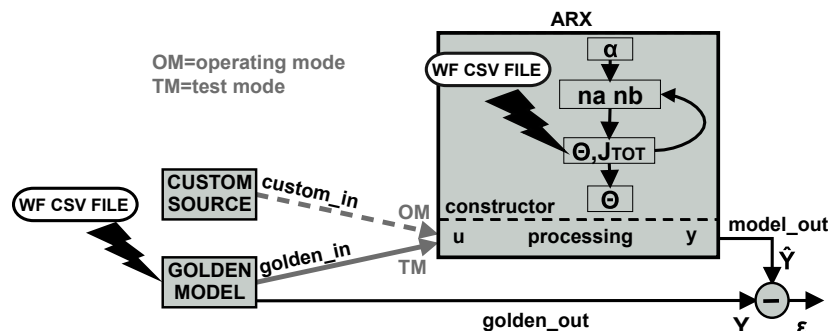 ARX
OM=operating mode
TM=test mode
WF CSV FILE
α
na nb
Θ,JTOT
Θ
constructor
u processing y
CUSTOM
SOURCE
custom_in
OM
WF CSV FILE
GOLDEN
MODEL
golden_in
TM
model_out
Ŷ
golden_out
Y
−
ε